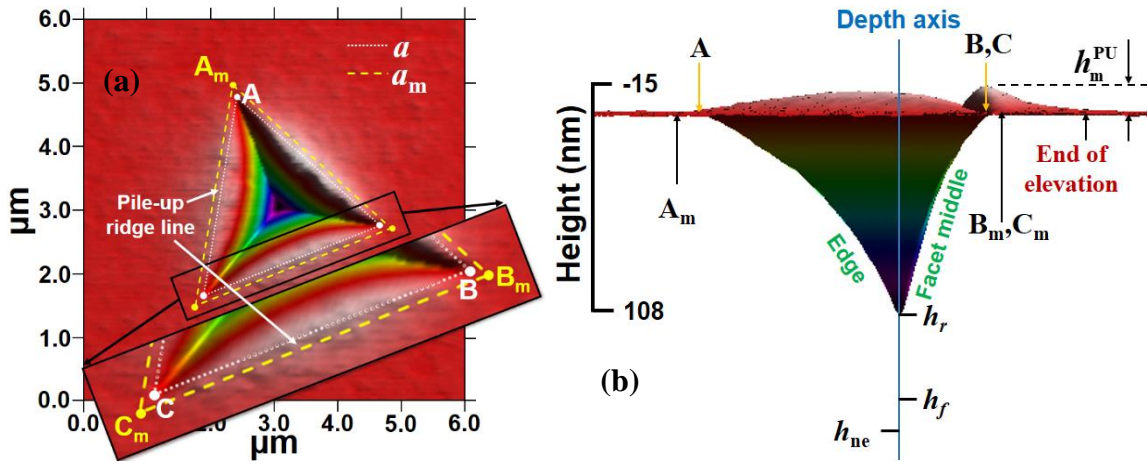 6.0
5.0
4.0
3.0
2.0
1.0
0.0
µm
(a)
a
a_m
A_m
A
Pile-up
ridge line
B
B_m
C
C_m
0.0
2.0
3.0
4.0
5.0
6.0
µm
Depth axis
A
B,C
h_m^PU
-15
Height (nm)
108
A_m
Edge
Facet middle
B_m,C_m
End of
elevation
h_r
h_f
h_ne
(b)